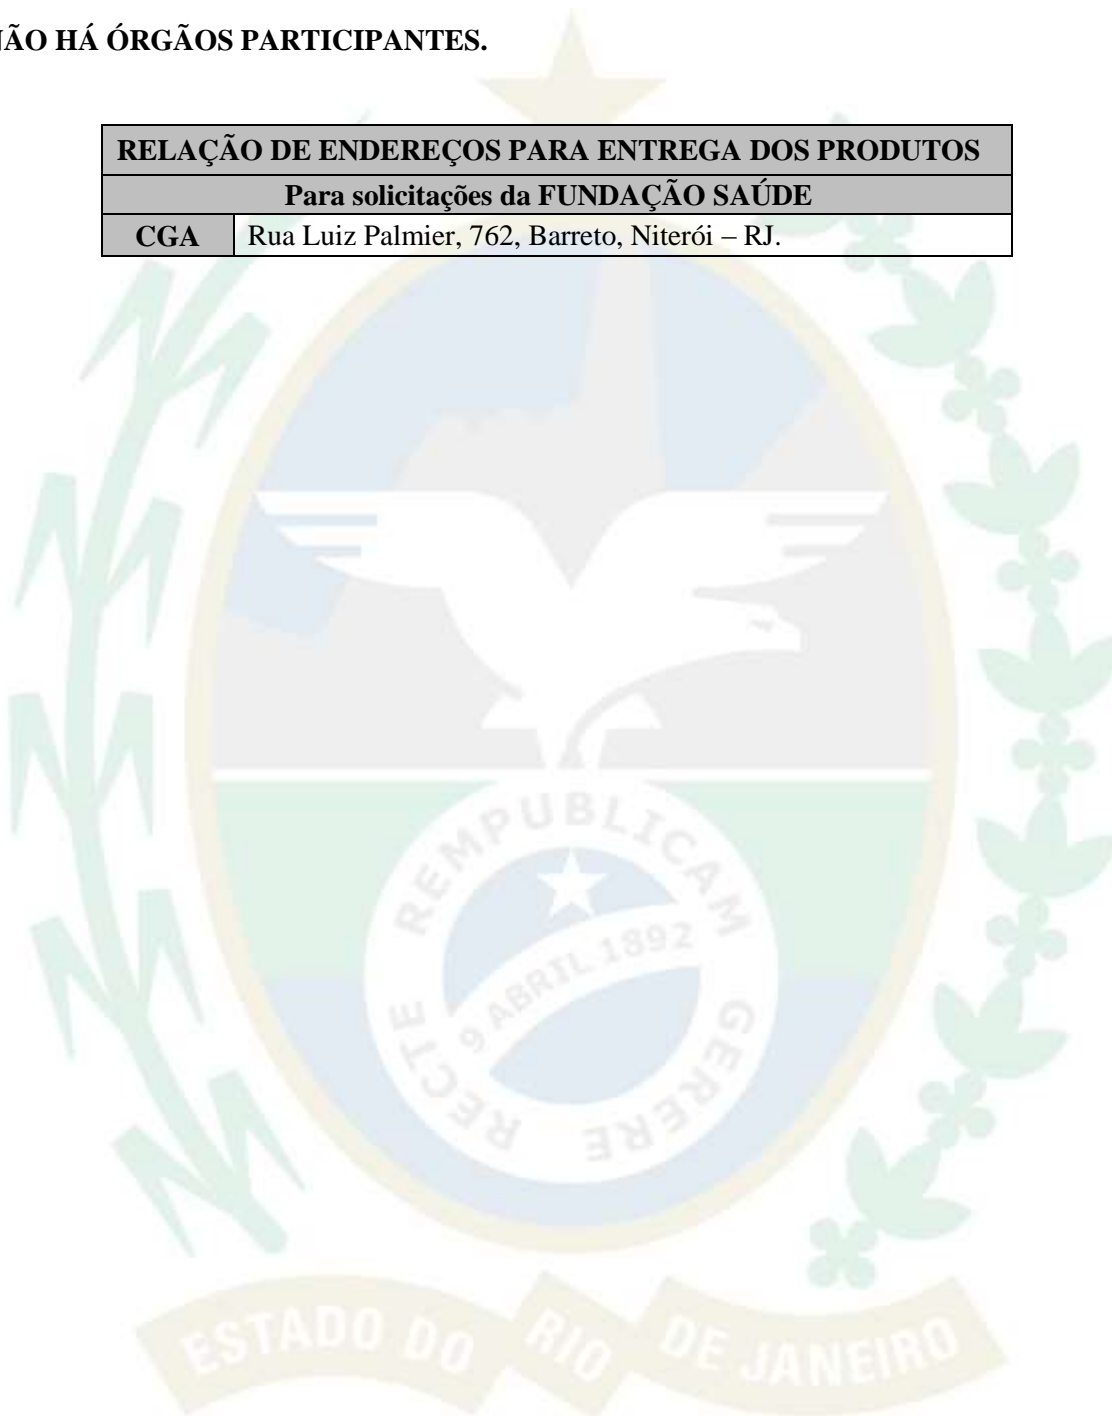 NÃO HÁ ÓRGÃOS PARTICIPANTES.
RELAÇÃO DE ENDEREÇOS PARA ENTREGA DOS PRODUTOS
Para solicitações da FUNDAÇÃO SAÚDE
CGA Rua Luiz Palmier, 762, Barreto, Niterói – RJ.
RECTE REMPUBLICAM GERERE
9 ABRIL 1892
ESTADO DO RIO DE JANEIRO